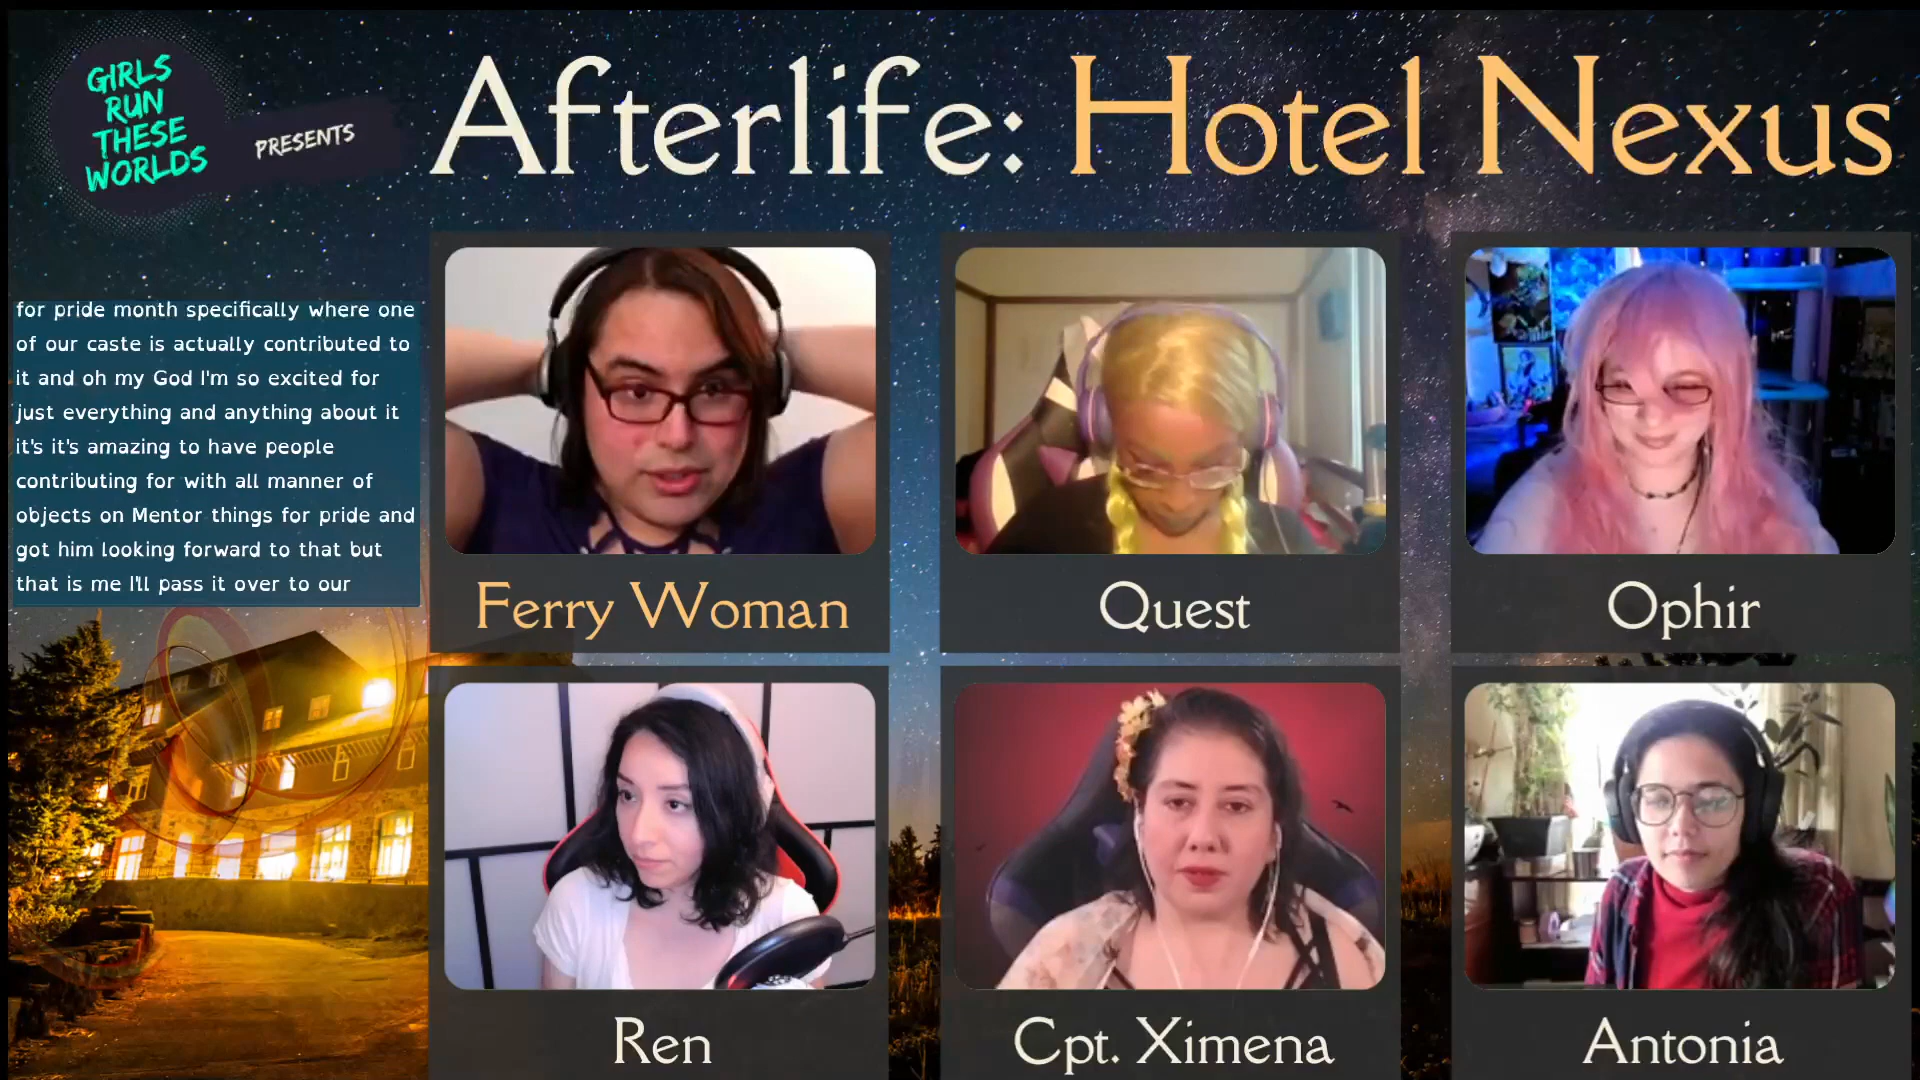 GIRLS
RUN
THESE
WORLDS
PRESENTS
Afterlife: Hotel Nexus
for pride month specifically where one
of our caste is actually contributed to
it and oh my God I'm so excited for
just everything and anything about it
it's it's amazing to have people
contributing for with all manner of
objects on Mentor things for pride and
got him looking forward to that but
that is me I'll pass it over to our
Ferry Woman
Quest
Ophir
Ren
Cpt. Ximena
Antonia